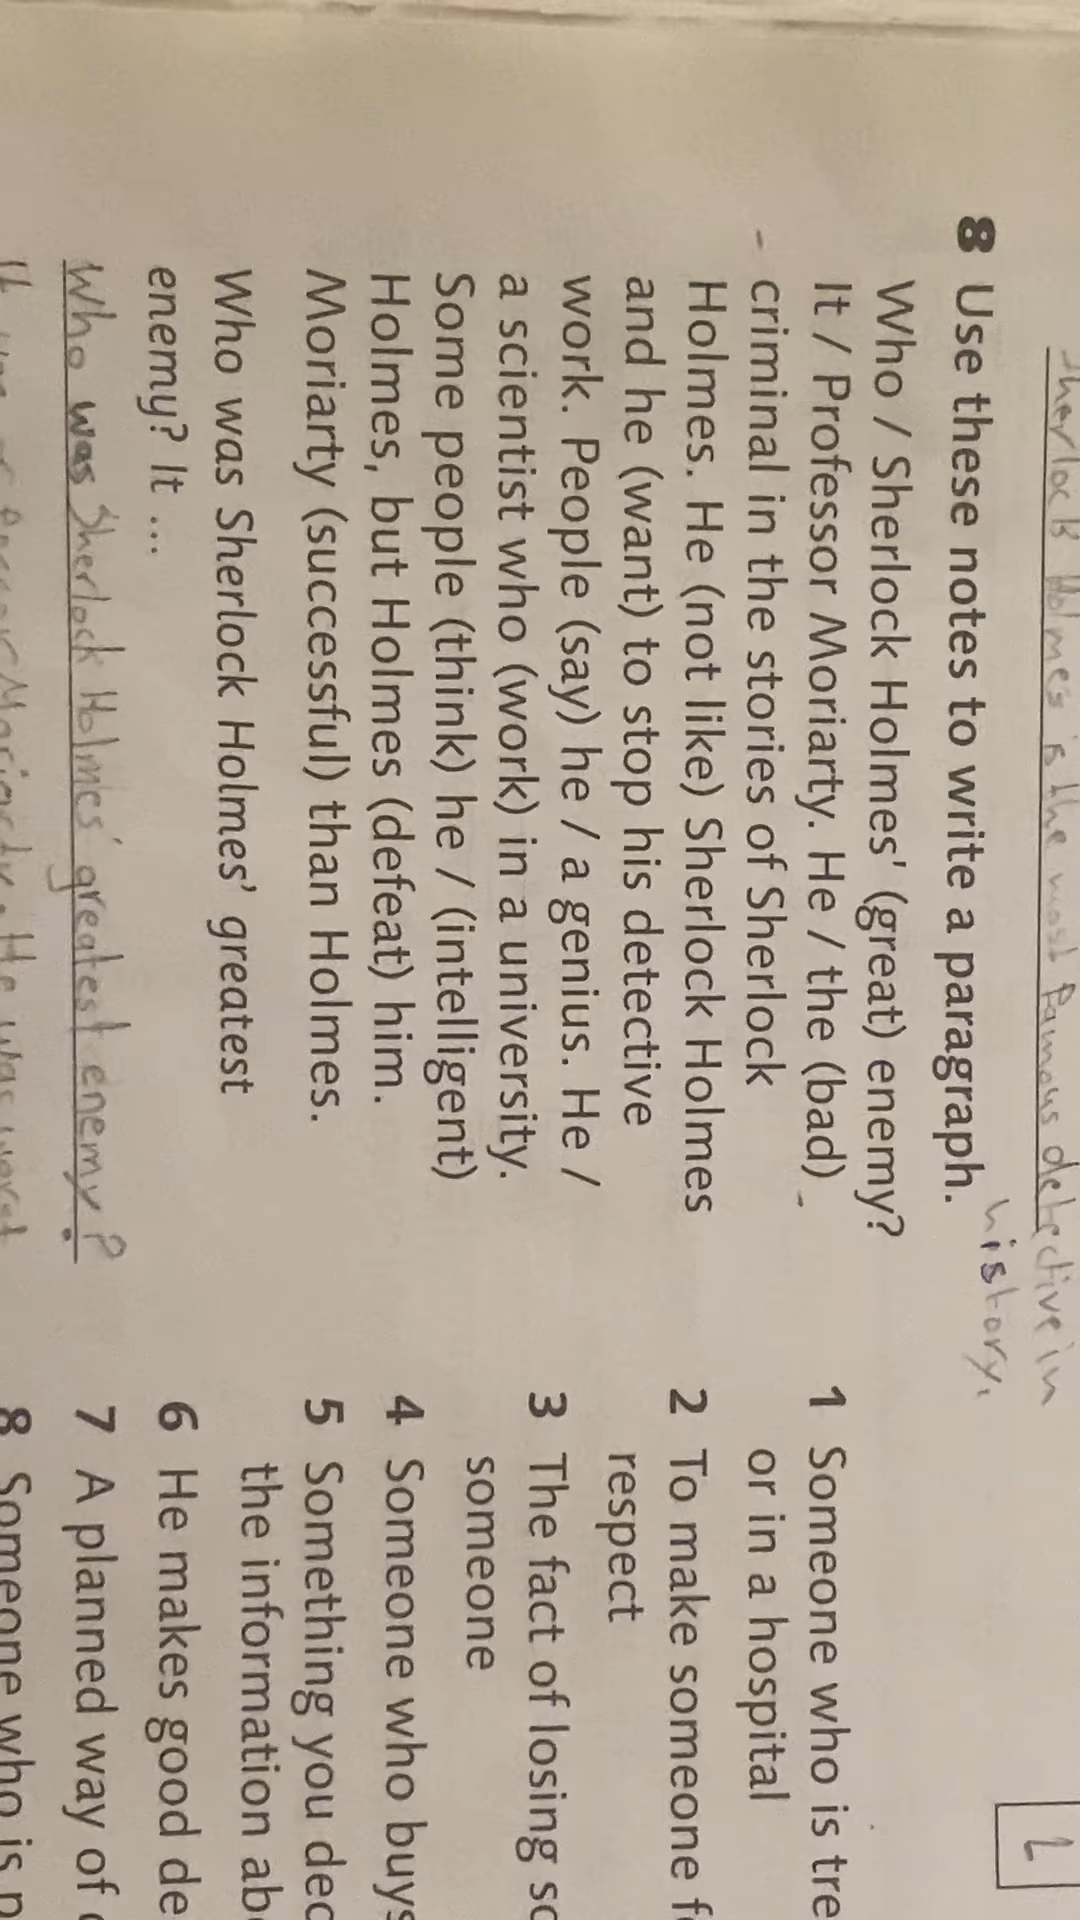 Sherlock Holmes is the most famous detective in
history.
8 Use these notes to write a paragraph.
Who / Sherlock Holmes' (great) enemy?
It / Professor Moriarty. He / the (bad)
criminal in the stories of Sherlock
Holmes. He (not like) Sherlock Holmes
and he (want) to stop his detective
work. People (say) he / a genius. He /
a scientist who (work) in a university.
Some people (think) he / (intelligent)
Holmes, but Holmes (defeat) him.
Moriarty (successful) than Holmes.
Who was Sherlock Holmes' greatest
enemy? It ...
Who was Sherlock Holmes' greatest enemy?
It was Moriarty. He was worst
1 Someone who is tre
or in a hospital
2 To make someone f
respect
3 The fact of losing so
someone
4 Someone who buys
5 Something you dec
the information ab
6 He makes good de
7 A planned way of
8 Someone who is p